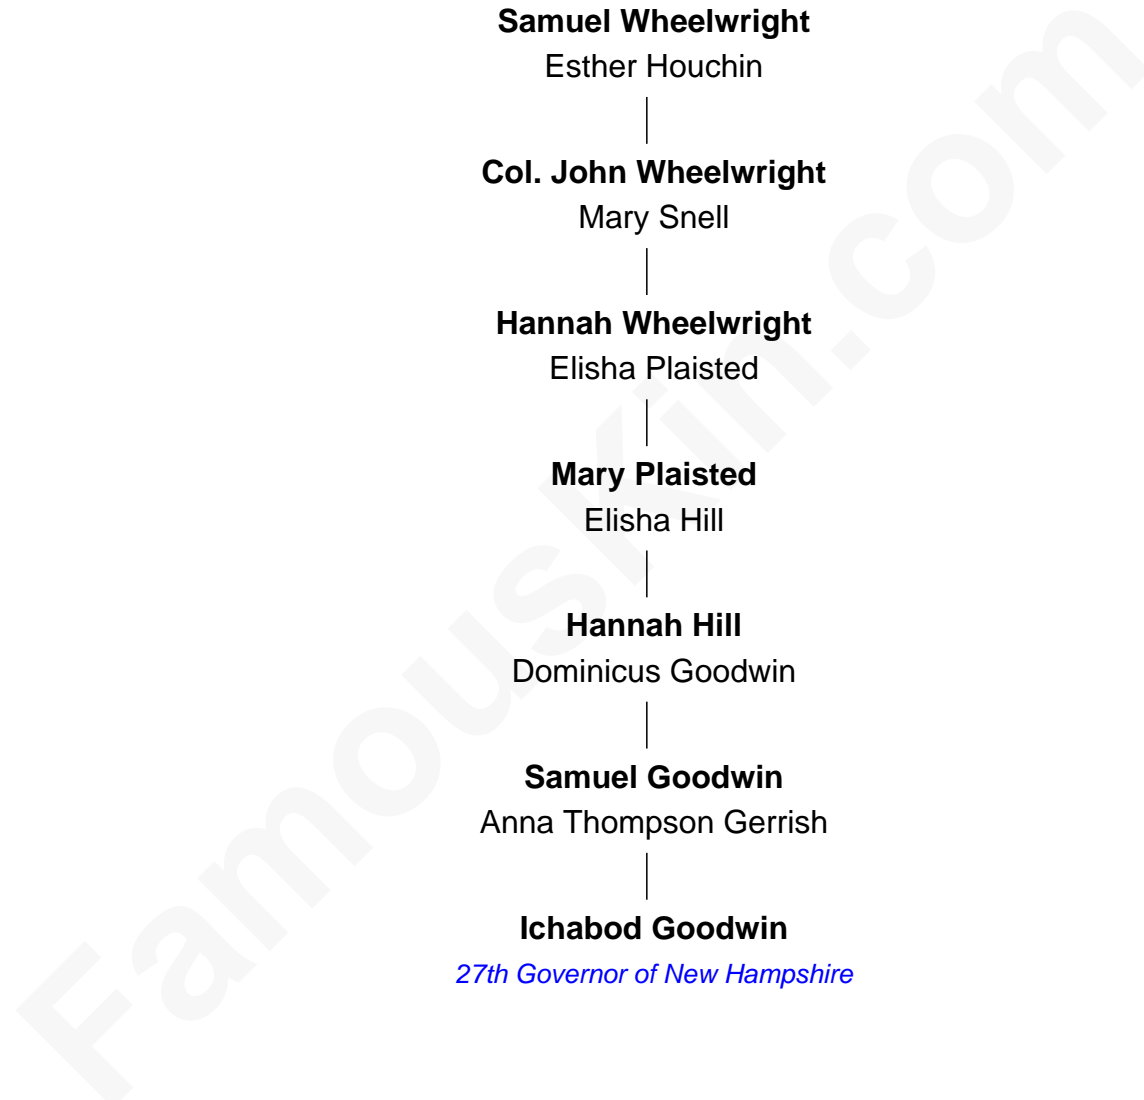 Samuel Wheelwright
Esther Houchin
Col. John Wheelwright
Mary Snell
Hannah Wheelwright
Elisha Plaisted
Mary Plaisted
Elisha Hill
Hannah Hill
Dominicus Goodwin
Samuel Goodwin
Anna Thompson Gerrish
Ichabod Goodwin
27th Governor of New Hampshire
FamousKin.com